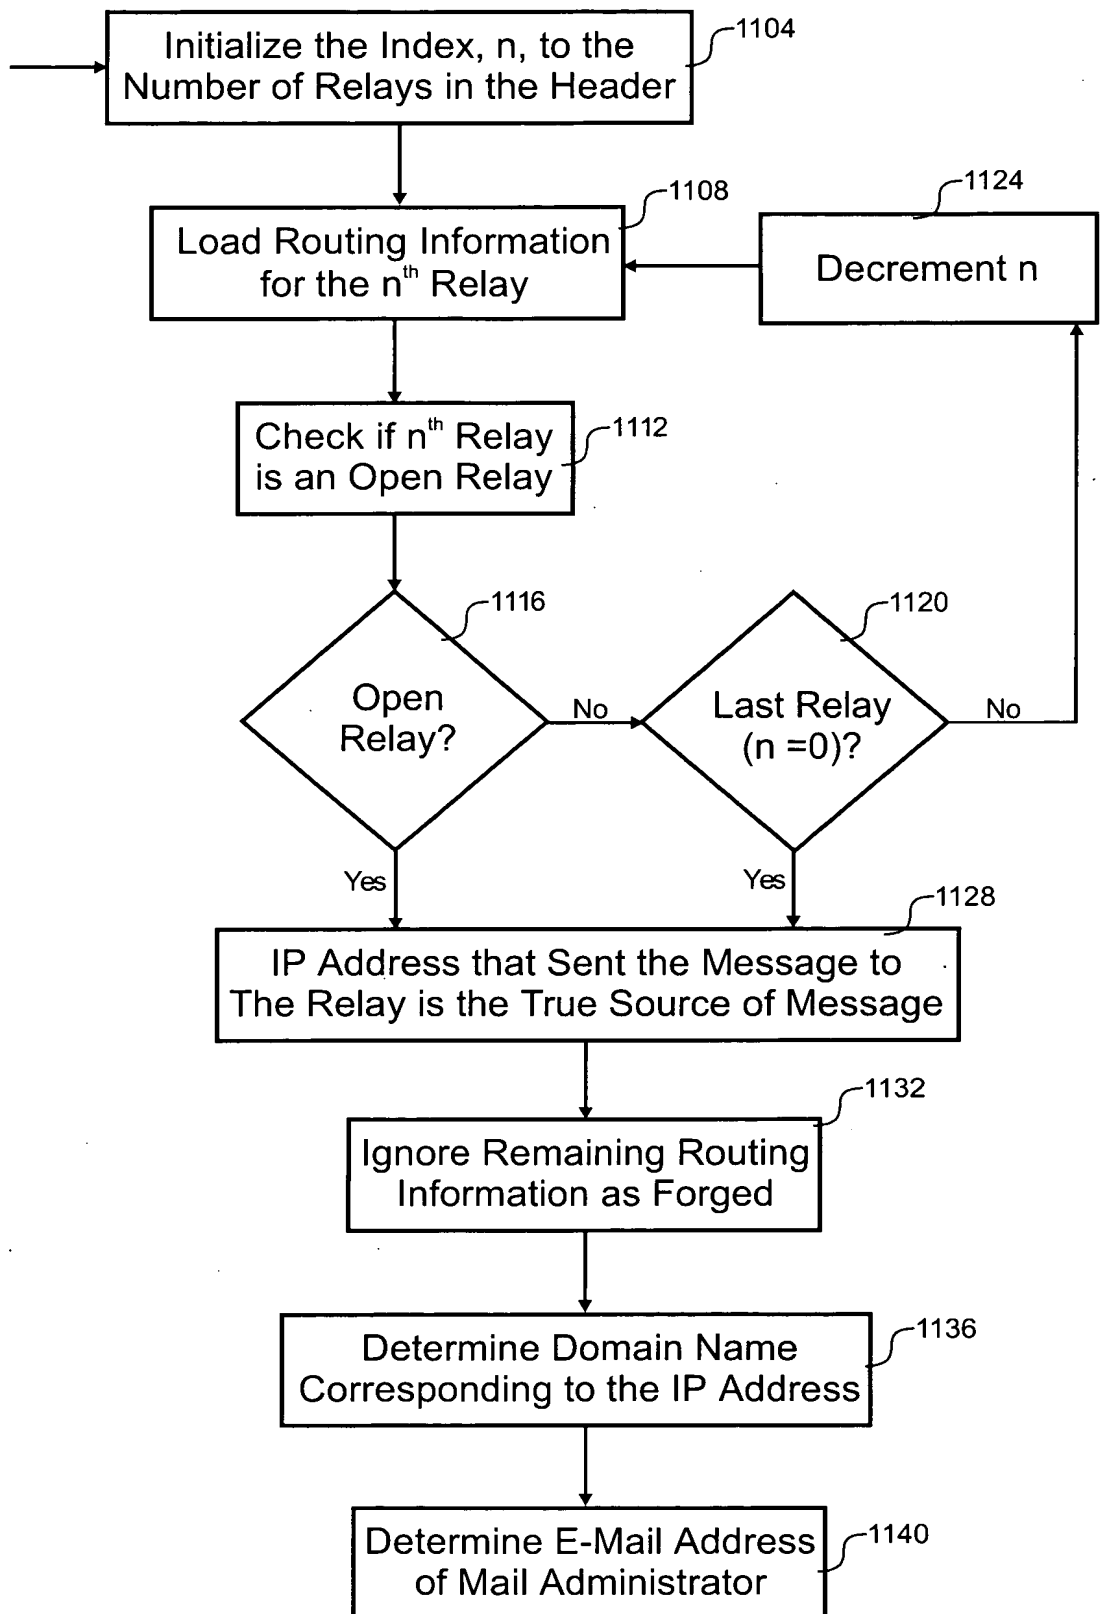 1104
Initialize the Index, n, to the
Number of Relays in the Header
1108
Load Routing Information
for the nth Relay
1124
Decrement n
1112
Check if nth Relay
is an Open Relay
1116
Open
Relay?
No
1120
Last Relay
(n =0)?
No
Yes
Yes
1128
IP Address that Sent the Message to
The Relay is the True Source of Message
1132
Ignore Remaining Routing
Information as Forged
1136
Determine Domain Name
Corresponding to the IP Address
1140
Determine E-Mail Address
of Mail Administrator